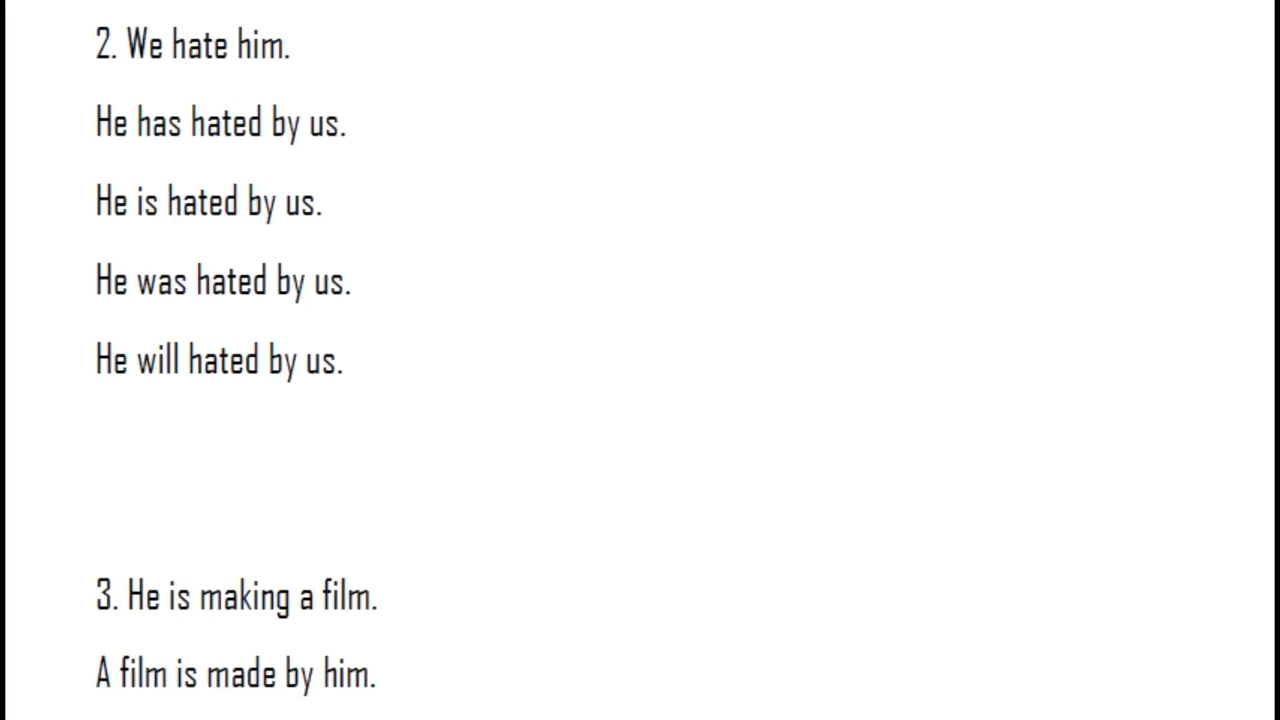 2. We hate him.
He has hated by us.
He is hated by us.
He was hated by us.
He will hated by us.
3. He is making a film.
A film is made by him.